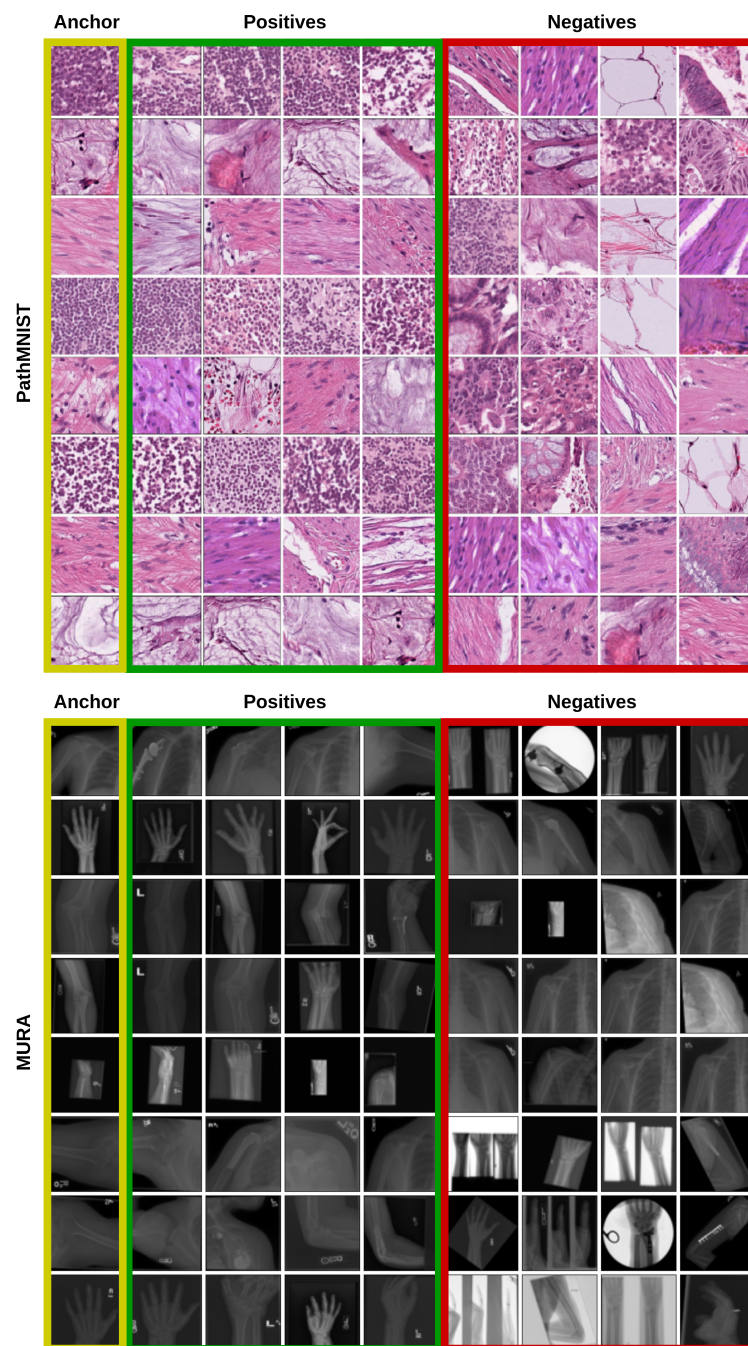 Anchor Positives Negatives
PathMNIST
Anchor Positives Negatives
MURA
L
L